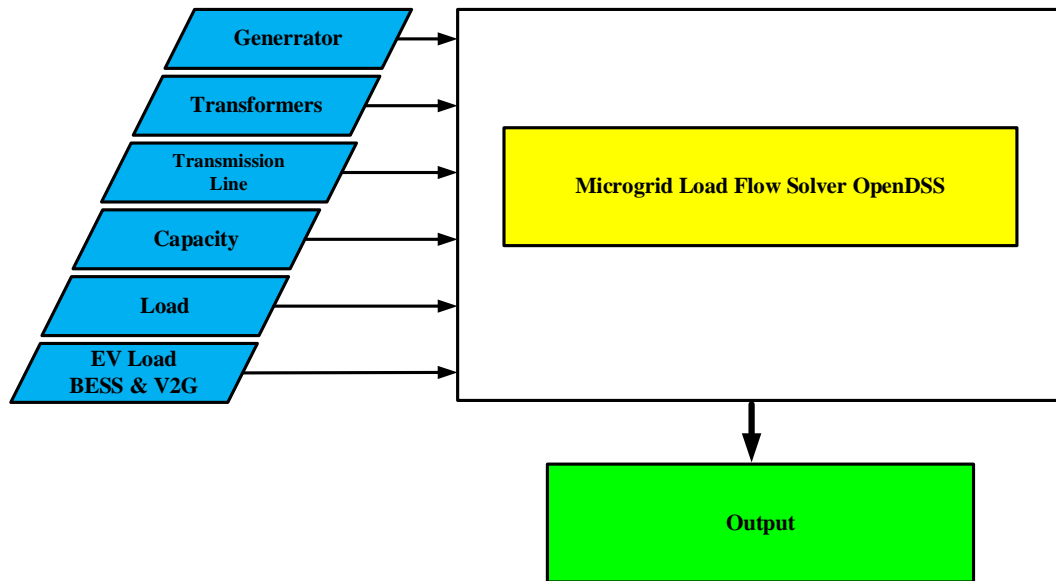 Generrator
Transformers
Transmission
Line
Capacity
Load
EV Load
BESS & V2G
Microgrid Load Flow Solver OpenDSS
Output